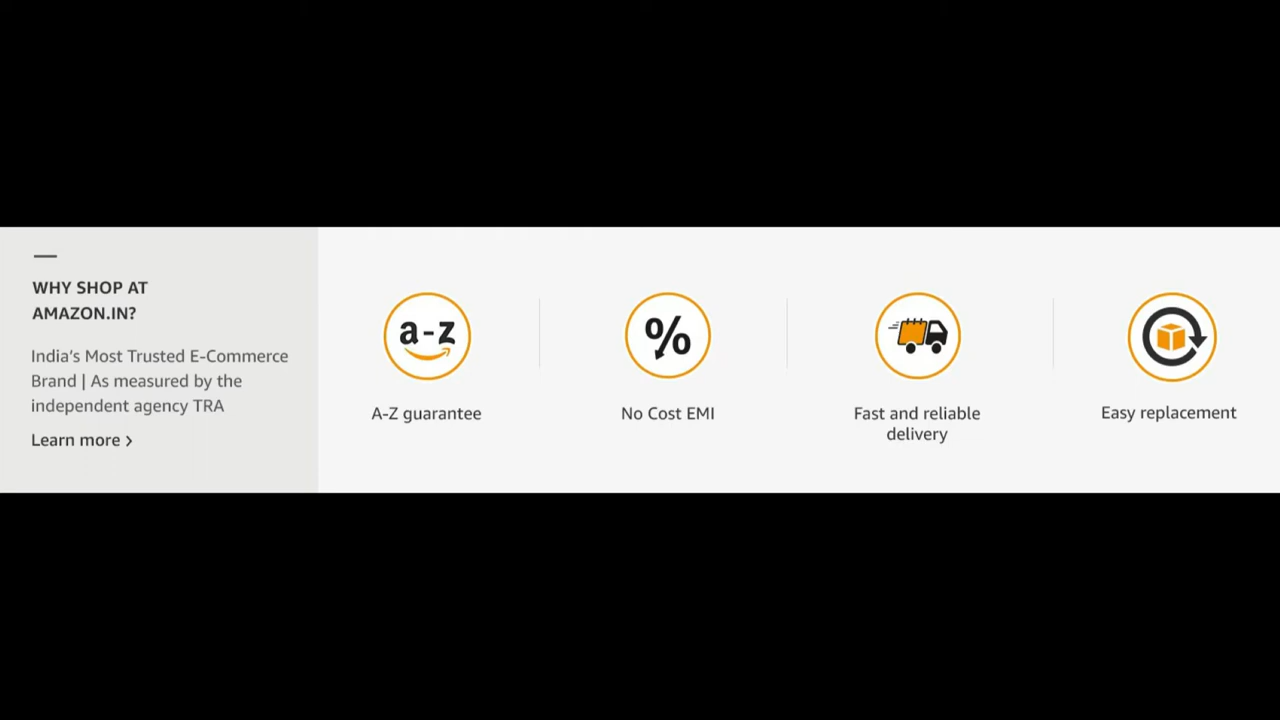 WHY SHOP AT
AMAZON.IN?
India's Most Trusted E-Commerce
Brand | As measured by the
independent agency TRA
Learn more >
a-z
A-Z guarantee
%
No Cost EMI
Fast and reliable
delivery
Easy replacement